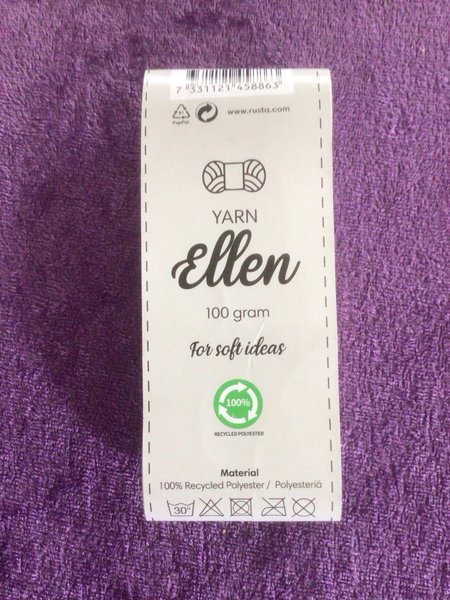 7 331121 458863
PapPet
www.rusta.com
YARN
Ellen
100 gram
For soft ideas
100%
RECYCLED POLYESTER
Material
100% Recycled Polyester / Polyesteriä
30°